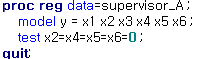 proc reg data=supervisor_A;
model y = x1 x2 x3 x4 x5 x6;
test x2=x4=x5=x6=0;
quit;